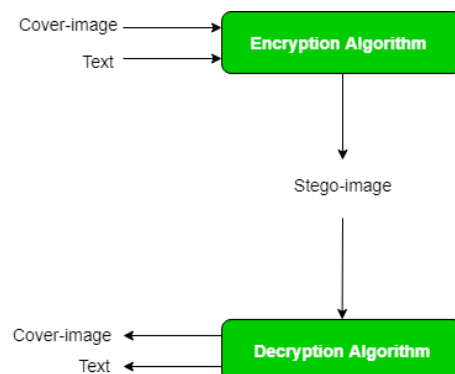 Cover-image
Encryption Algorithm
Text
Stego-image
Cover-image
Decryption Algorithm
Text